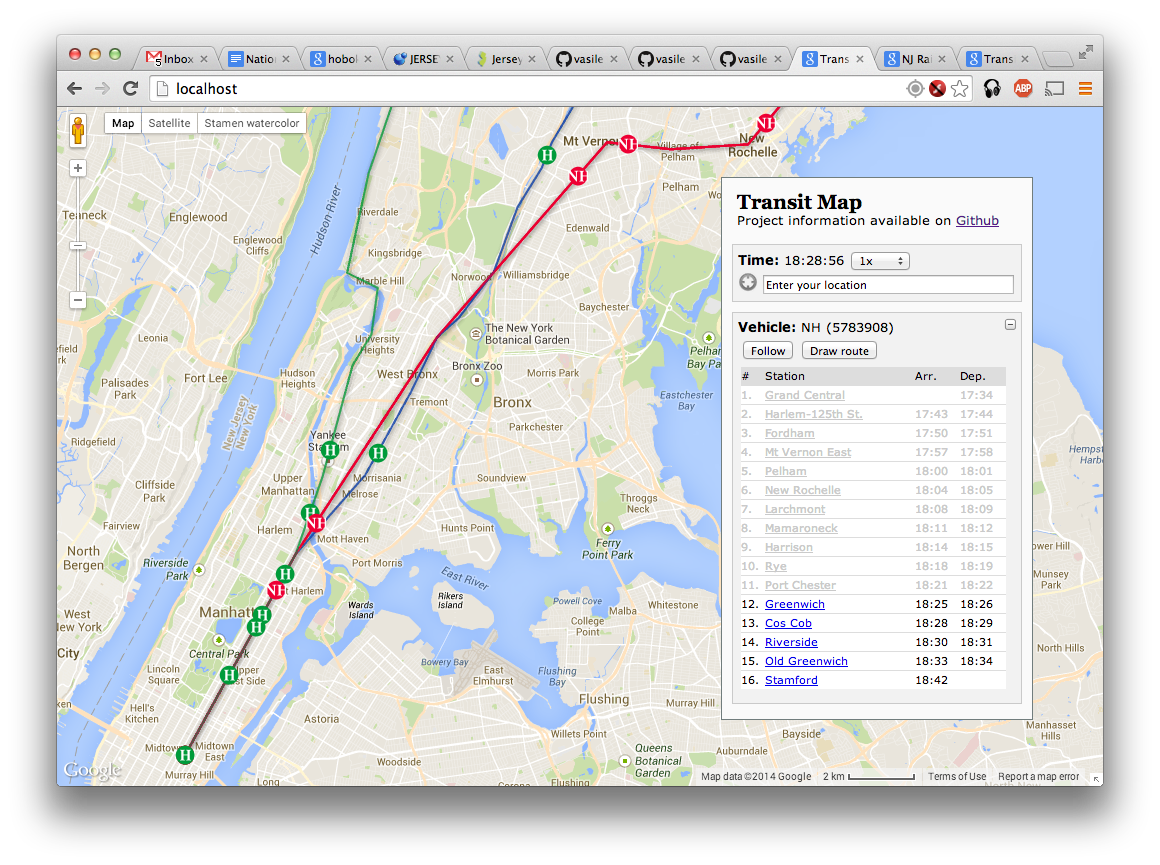 Inbox
5
Natio
hobol
JERSE
Jersey
vasile
vasile
vasile
Trans
NJ Rai
Trans
localhost
ABP
Map
Satellite
Stamen watercolor
Transit Map
Project information available on Github
Time: 18:28:56 1x
Enter your location
Vehicle: NH (5783908)
Follow
Draw route
# Station Arr. Dep.
1. Grand Central 17:34
2. Harlem-125th St. 17:43 17:44
3. Fordham 17:50 17:51
4. Mt Vernon East 17:57 17:58
5. Pelham 18:00 18:01
6. New Rochelle 18:04 18:05
7. Larchmont 18:08 18:09
8. Mamaroneck 18:11 18:12
9. Harrison 18:14 18:15
10. Rye 18:18 18:19
11. Port Chester 18:21 18:22
12. Greenwich 18:25 18:26
13. Cos Cob 18:28 18:29
14. Riverside 18:30 18:31
15. Old Greenwich 18:33 18:34
16. Stamford 18:42
NH
Mt Vernon
NH
Village of
Pelham
New
Rochelle
H
NH
Pelham
Teaneck
Englewood
Hudson River
Riverdale
Edenwald
Englewood
Cliffs
Kingsbridge
Norwood
Williamsbridge
Marble Hill
Baychester
Leonia
University
Heights
The New York
Botanical Garden
Pelham
Bay Park
Palisades
Park
Fort Lee
Hudson
Heights
West Bronx
Bronx Zoo
Morris Park
Eastchester
Bay
Tremont
Bronx
New Jersey
New York
Parkchester
Ridgefield
Yankee
Stadium
H
H
Cliffside
Park
Upper
Manhattan
Morrisania
Melrose
Soundview
Throggs
Neck
Fairview
Harlem
H
NH
Mott Haven
Hunts Point
Ferry
Point Park
North
Bergen
Riverside
Park
Port Morris
H
NH
East River
Rikers
Island
Wards
Island
Powell Cove
Malba
Whitestone
Munsey
Park
West
New York
H
H
College
Point
City
Central Park
Bowery Bay
North Hills
Lincoln
Square
H
East
Elmhurst
Flushing
Bay
Flushing
Murray Hill
Hell's
Kitchen
Astoria
Manhasset
Hills
Willets Point
Bayside
H
Midtown
East
Murray Hill
Woodside
Queens
Botanical
Garden
Auburndale
Google
Long
Corona
Map data ©2014 Google
2 km
Terms of Use
Report a map error